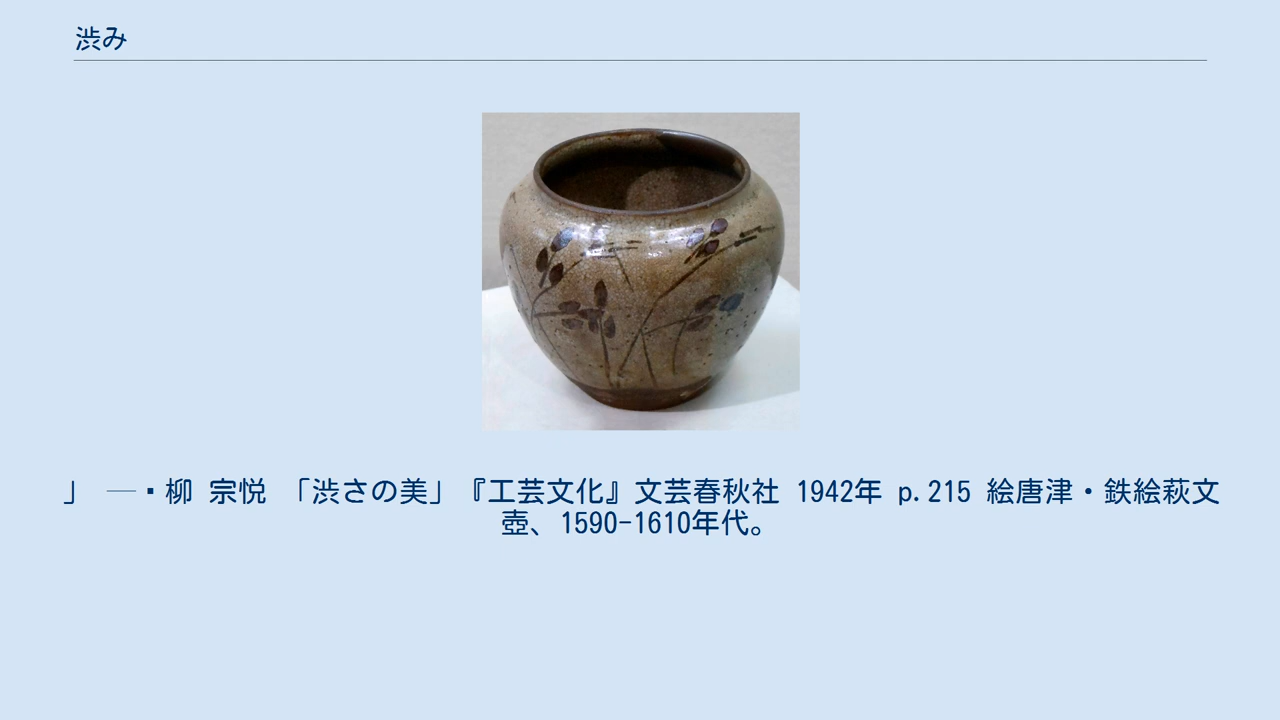 渋み
」 ─▪柳 宗悦 「渋さの美」『工芸文化』文芸春秋社 1942年 p.215 絵唐津・鉄絵萩文
壺、1590-1610年代。